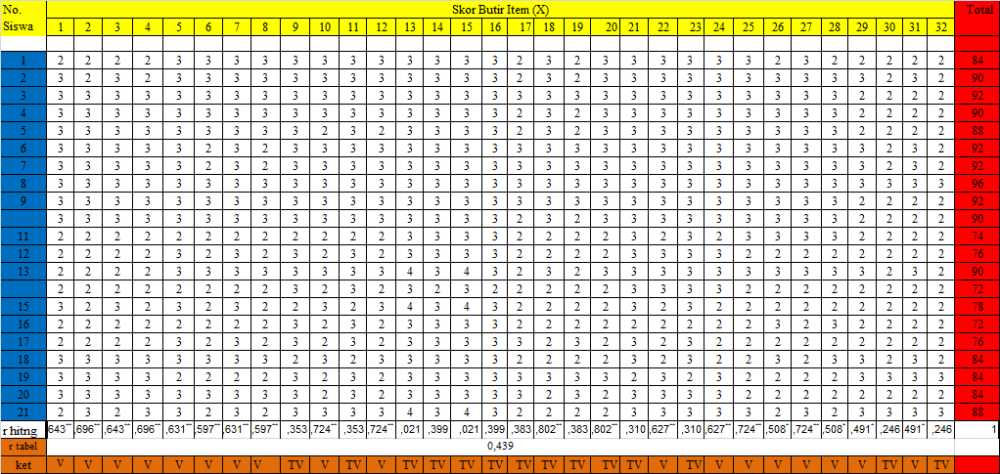 No. Siswa Skor Butir Item (X) Total
1 2 3 4 5 6 7 8 9 10 11 12 13 14 15 16 17 18 19 20 21 22 23 24 25 26 27 28 29 30 31 32
1 2 2 2 2 3 3 3 3 3 3 3 3 3 3 3 3 2 3 2 3 3 3 3 3 3 2 3 2 2 2 3 2 84
2 3 2 3 2 3 3 3 3 3 3 3 3 3 3 3 3 2 3 2 3 3 3 3 3 3 3 3 3 2 2 2 2 90
3 3 3 3 3 3 3 3 3 3 3 3 3 3 3 3 3 3 3 3 3 3 3 3 3 3 3 3 3 2 2 2 2 92
4 3 3 3 3 3 3 3 3 3 3 3 3 3 3 3 3 2 3 2 3 3 3 3 3 3 3 3 3 2 2 2 2 90
5 3 3 3 3 3 3 3 3 3 2 3 2 3 3 3 3 2 3 2 3 3 3 3 3 3 3 3 3 2 2 2 2 88
6 3 3 3 3 3 2 3 2 3 3 3 3 3 3 3 3 3 3 3 3 3 3 3 3 3 3 3 3 3 2 3 2 92
7 3 3 3 3 3 2 3 2 3 3 3 3 3 3 3 3 3 3 3 3 3 3 3 3 3 3 3 3 3 2 3 2 92
8 3 3 3 3 3 3 3 3 3 3 3 3 3 3 3 3 3 3 3 3 3 3 3 3 3 3 3 3 3 3 3 3 96
9 3 3 3 3 3 3 3 3 3 3 3 3 3 3 3 3 3 3 3 3 3 3 3 3 3 3 3 3 2 2 2 2 92
3 3 3 3 3 3 3 3 3 3 3 3 3 3 3 3 2 3 2 3 3 3 3 3 3 3 3 3 2 2 2 2 90
11 2 2 2 2 2 2 2 2 2 2 2 2 3 3 3 3 2 2 2 2 3 2 3 2 3 3 3 3 2 2 2 2 74
12 2 2 2 2 2 3 2 3 2 2 2 2 3 3 3 3 2 2 2 2 3 3 3 3 2 2 2 2 3 2 3 2 76
13 2 2 2 2 3 3 3 3 3 3 3 3 4 3 4 3 3 3 3 3 2 3 2 3 3 3 3 3 3 2 3 2 90
2 2 2 2 2 2 2 2 3 2 3 2 3 2 3 2 2 2 2 2 3 3 3 3 2 2 2 2 2 2 2 2 72
15 3 2 3 2 2 3 2 3 2 2 3 2 4 3 4 3 2 2 2 2 3 2 3 2 2 2 2 2 2 2 2 2 78
16 2 2 2 2 2 2 2 2 3 2 3 2 3 3 3 3 2 2 2 2 2 2 2 2 2 3 2 3 2 2 2 2 72
17 2 2 2 2 3 2 3 2 2 3 2 3 3 3 3 3 3 2 3 2 3 2 3 2 3 2 3 2 2 2 2 2 76
18 3 3 3 3 3 3 3 3 2 3 2 3 3 3 3 3 2 2 2 2 3 2 3 2 3 3 3 3 2 2 2 2 84
19 3 3 3 3 2 2 2 2 3 2 3 2 3 3 3 3 3 3 3 3 2 3 2 3 2 2 2 2 3 3 3 3 84
20 3 3 3 3 3 3 3 3 3 2 3 2 3 3 3 3 3 2 3 2 3 2 3 2 2 3 2 3 2 2 2 2 84
21 2 3 2 3 2 3 2 3 3 3 3 3 4 3 4 3 2 2 2 2 3 3 3 3 3 2 3 2 3 3 3 3 88
r hitng ,643** ,696** ,643** ,696** ,631** ,597** ,631** ,597** ,353 ,724** ,353 ,724** ,021 ,399 ,021 ,399 ,383 ,802** ,383 ,802** ,310 ,627** ,310 ,627** ,724** ,508* ,724** ,508* ,491* ,246 ,491* ,246 1
r tabel 0,439
ket V V V V V V V V TV V TV V TV TV TV TV TV V TV V TV V TV V V V V V V TV V TV